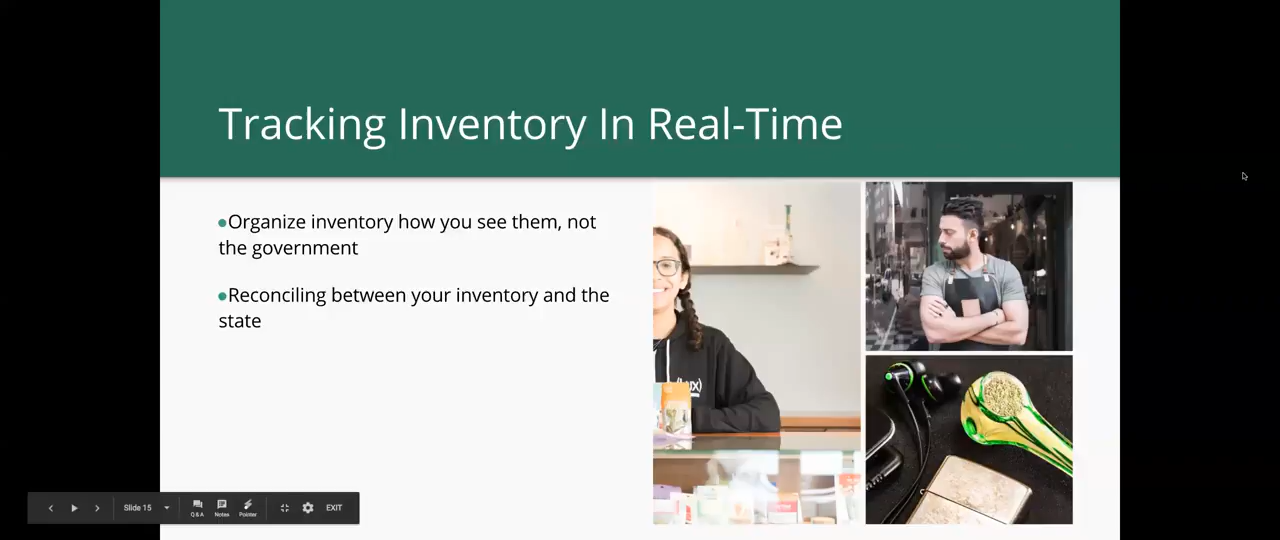 Tracking Inventory In Real-Time
•Organize inventory how you see them, not
the government
•Reconciling between your inventory and the
state
Slide 15
Q & A
Notes
Pointer
EXIT